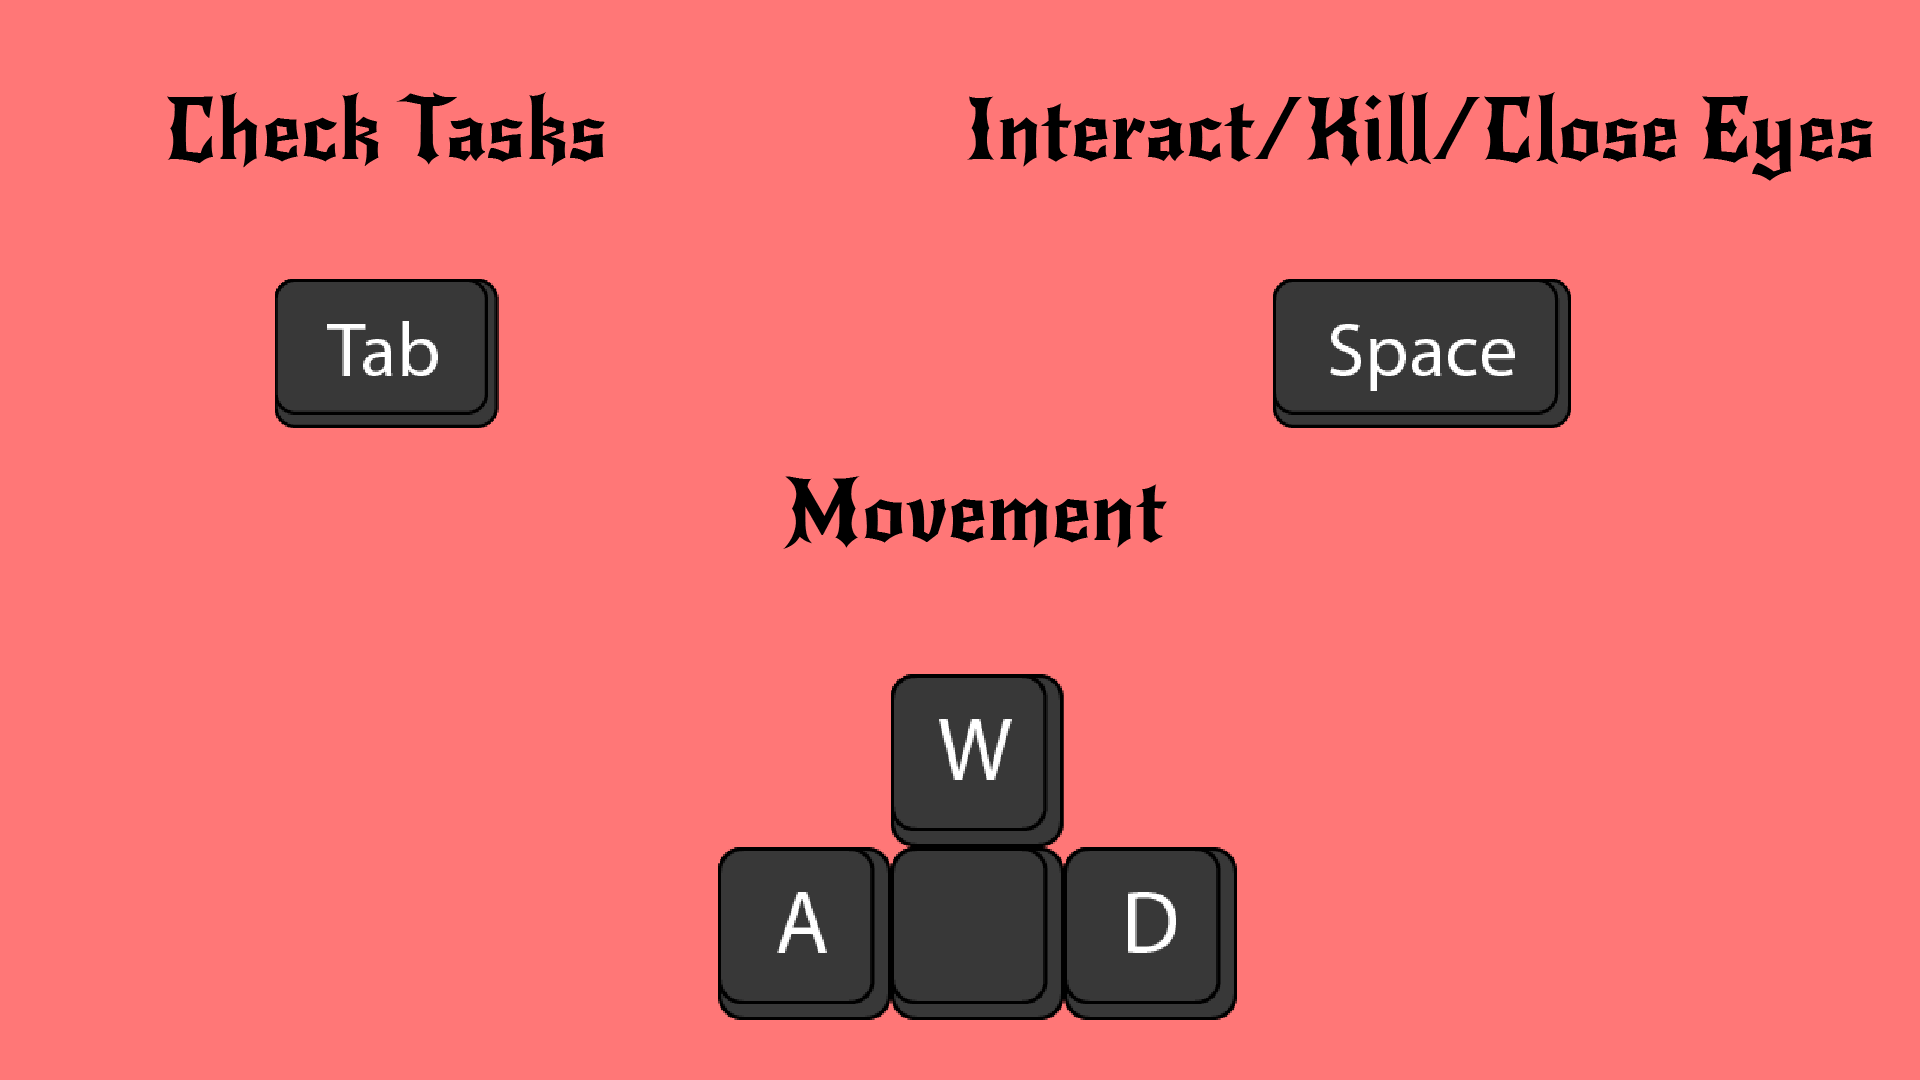 Check Tasks
Interact/Kill/Close Eyes
Tab
Space
Movement
W
A
D